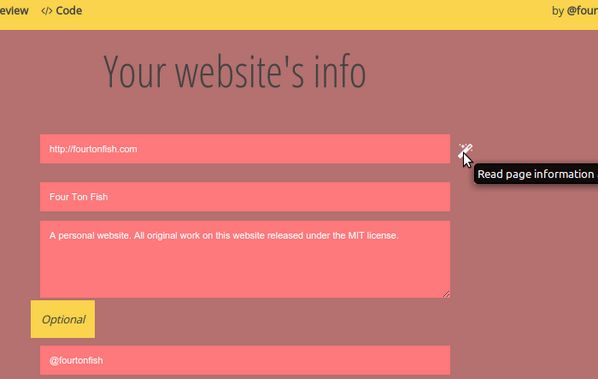 eview </> Code by @four
Your website's info
http://fourtonfish.com
Read page information
Four Ton Fish
A personal website. All original work on this website released under the MIT license.
Optional
@fourtonfish